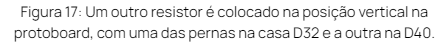 Figura 17: Um outro resistor é colocado na posição vertical na
protoboard, com uma das pernas na casa D32 e a outra na D40.